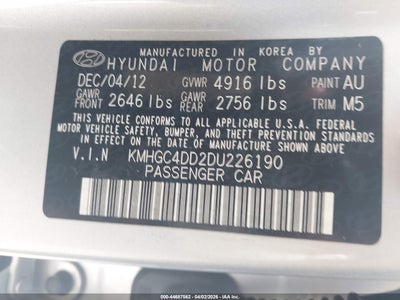 MANUFACTURED IN KOREA BY
HYUNDAI MOTOR COMPANY
DEC/04/12 GVWR 4916 lbs PAINT AU
GAWR FRONT 2646 lbs GAWR REAR 2756 lbs TRIM M5
THIS VEHICLE CONFORMS TO ALL APPLICABLE U.S.A. FEDERAL
MOTOR VEHICLE SAFETY, BUMPER, AND THEFT PREVENTION
STANDARDS IN EFFECT ON THE DATE OF MANUFACTURE SHOWN ABOVE.
V.I.N KMHGC4DD2DU226190
PASSENGER CAR
000-44687062 - 04/02/2026 - IAA, LLC